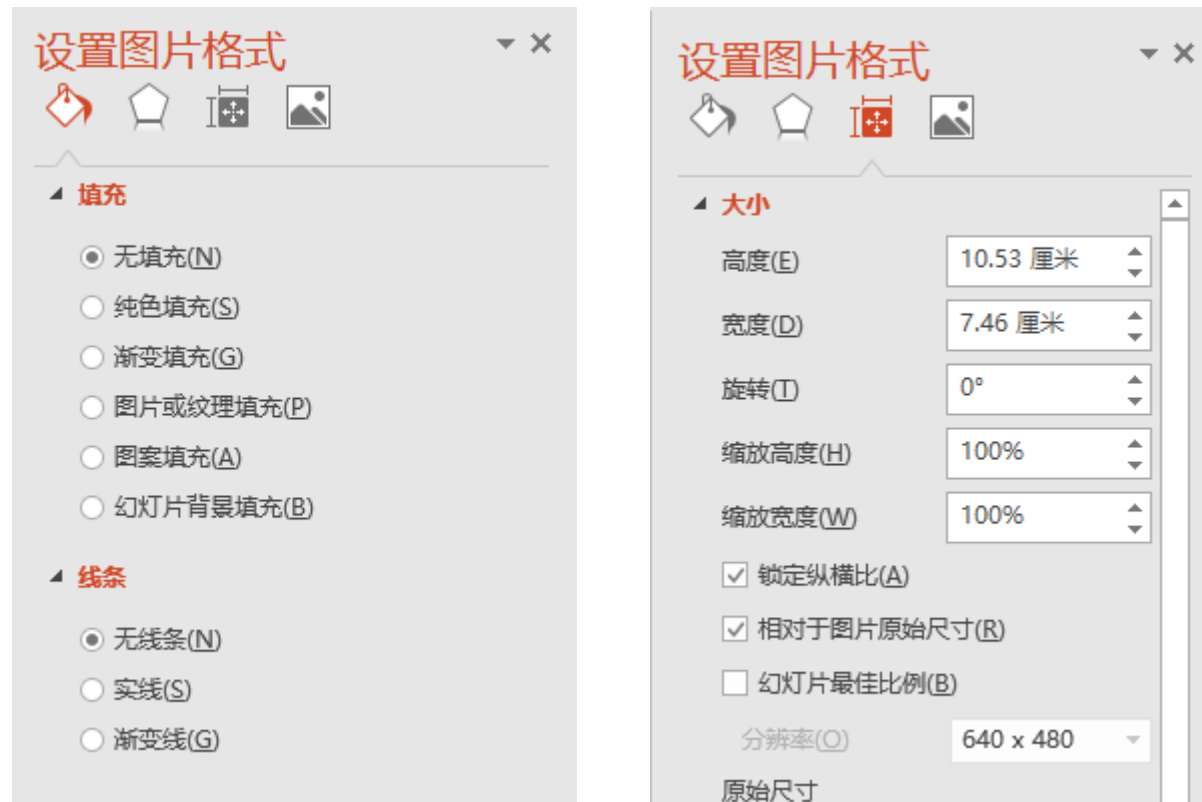 设置图片格式
填充
无填充(N)
纯色填充(S)
渐变填充(G)
图片或纹理填充(P)
图案填充(A)
幻灯片背景填充(B)
线条
无线条(N)
实线(S)
渐变线(G)
设置图片格式
大小
高度(E) 10.53 厘米
宽度(D) 7.46 厘米
旋转(T) 0°
缩放高度(H) 100%
缩放宽度(W) 100%
锁定纵横比(A)
相对于图片原始尺寸(R)
幻灯片最佳比例(B)
分辨率(O) 640 x 480
原始尺寸